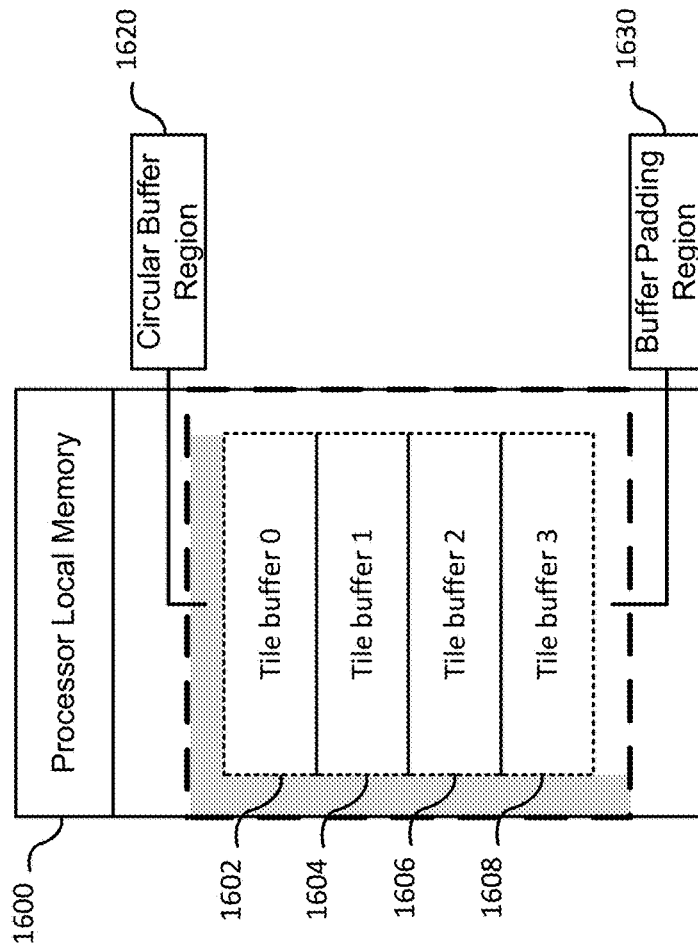 1600
Processor Local Memory
Circular Buffer
Region
1620
1602
Tile buffer 0
1604
Tile buffer 1
1606
Tile buffer 2
1608
Tile buffer 3
Buffer Padding
Region
1630